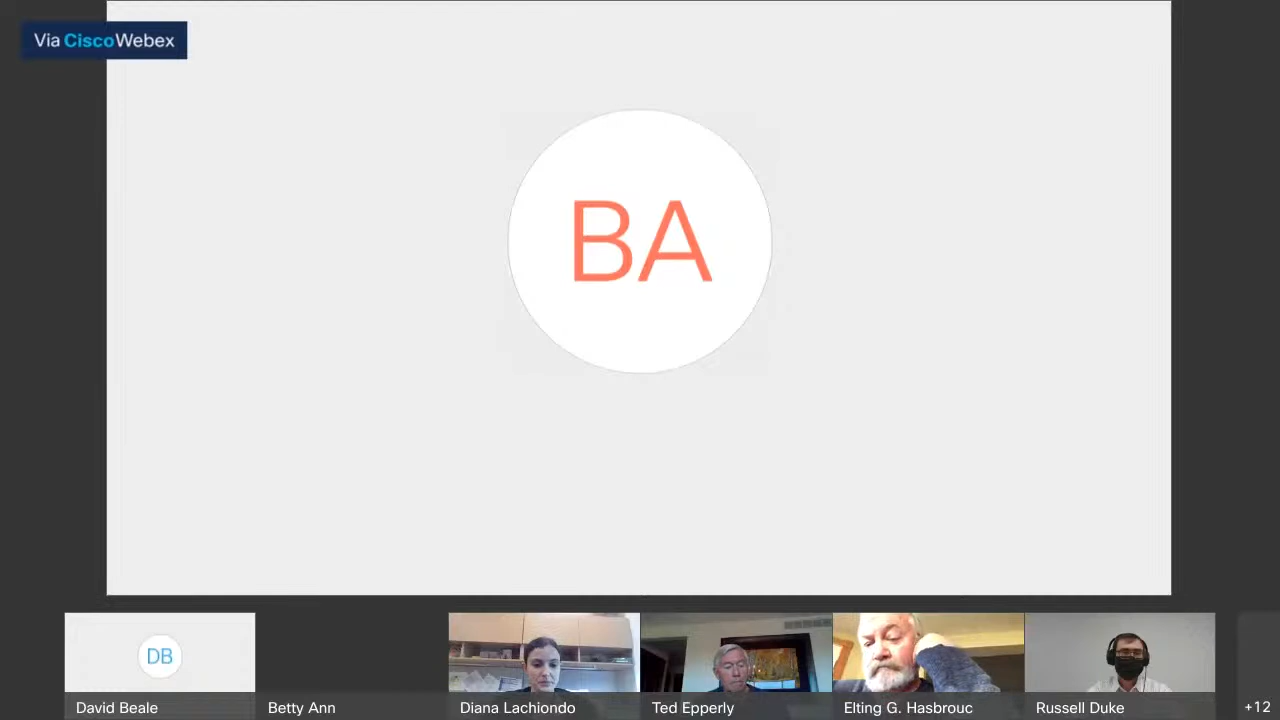 Via CiscoWebex
BA
DB
David Beale
Betty Ann
Diana Lachiondo
Ted Epperly
Elting G. Hasbrouc
Russell Duke
+12